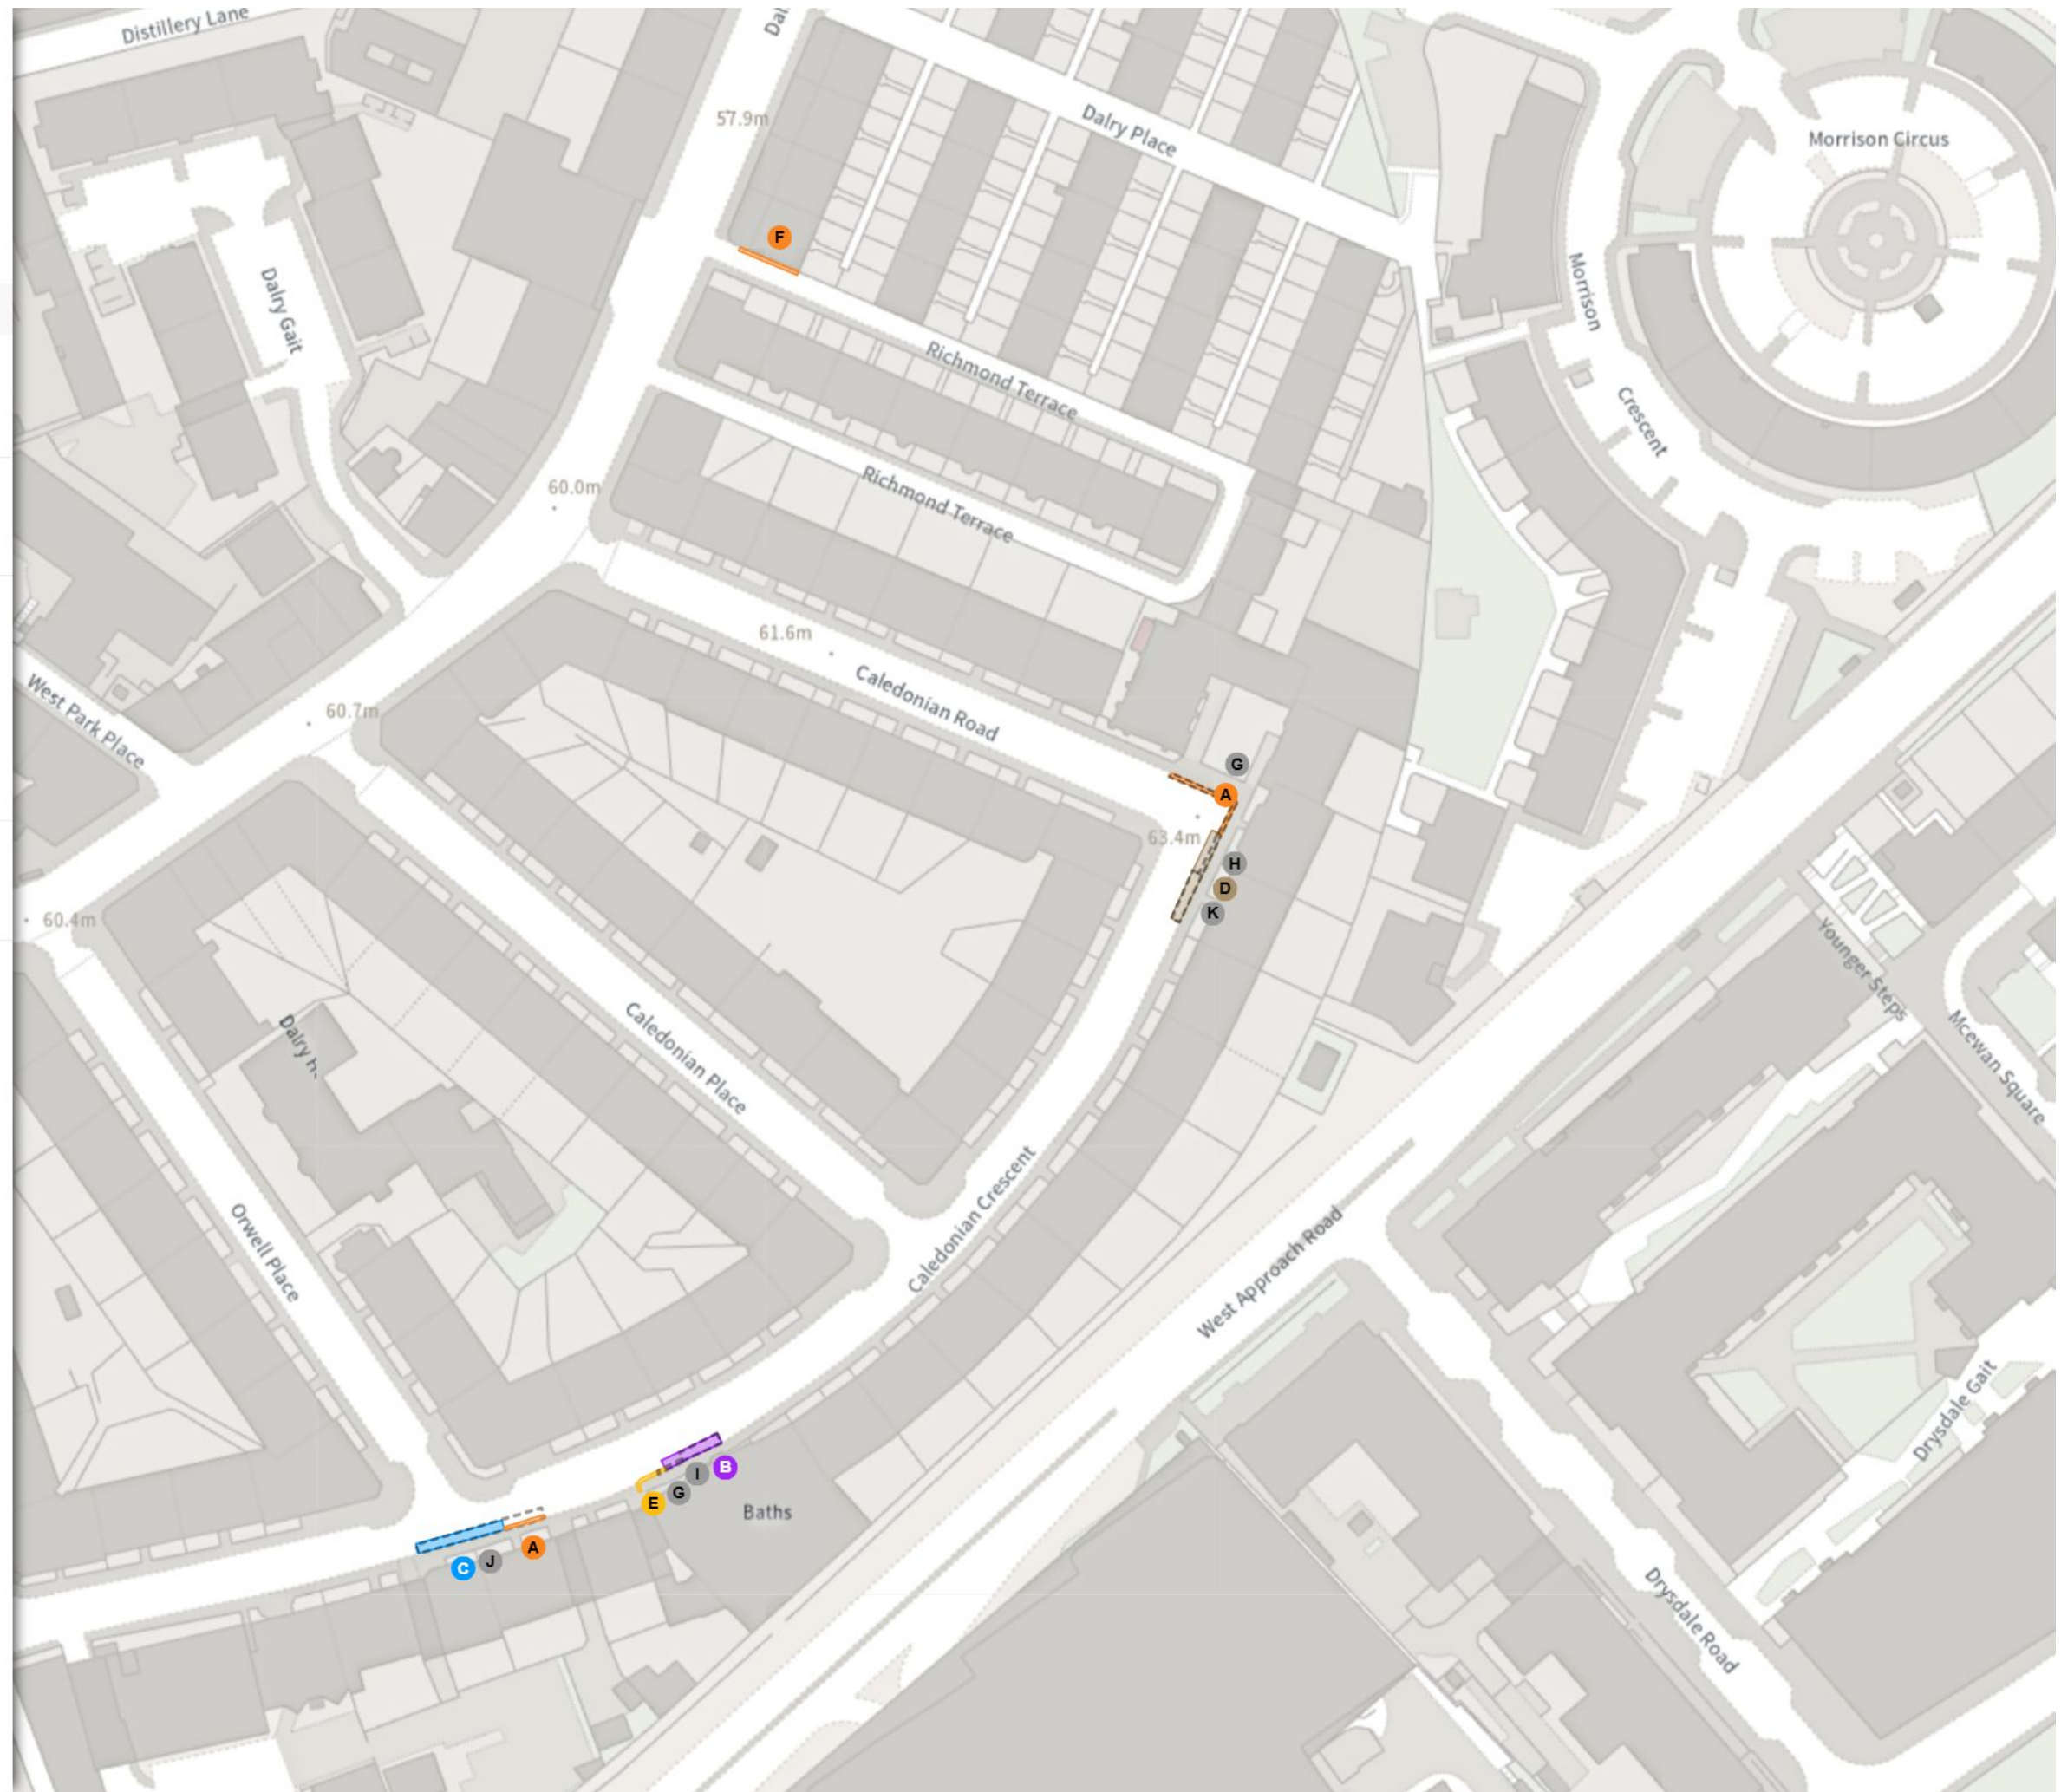 Distillery Lane
57.9m
Dalry Place
Morrison Circus
F
Dalry Gait
Morrison
Crescent
Richmond Terrace
60.0m
Richmond Terrace
61.6m
Caledonian Road
West Park Place
60.7m
G
A
63.4m
H
D
K
60.4m
Younger Steps
Mcewan Square
Caledonian Place
Dalry
Caledonian Crescent
Orwell Place
West Approach Road
Drysdale Gait
B
I
G
E
Baths
A
J
C
Drysdale Road